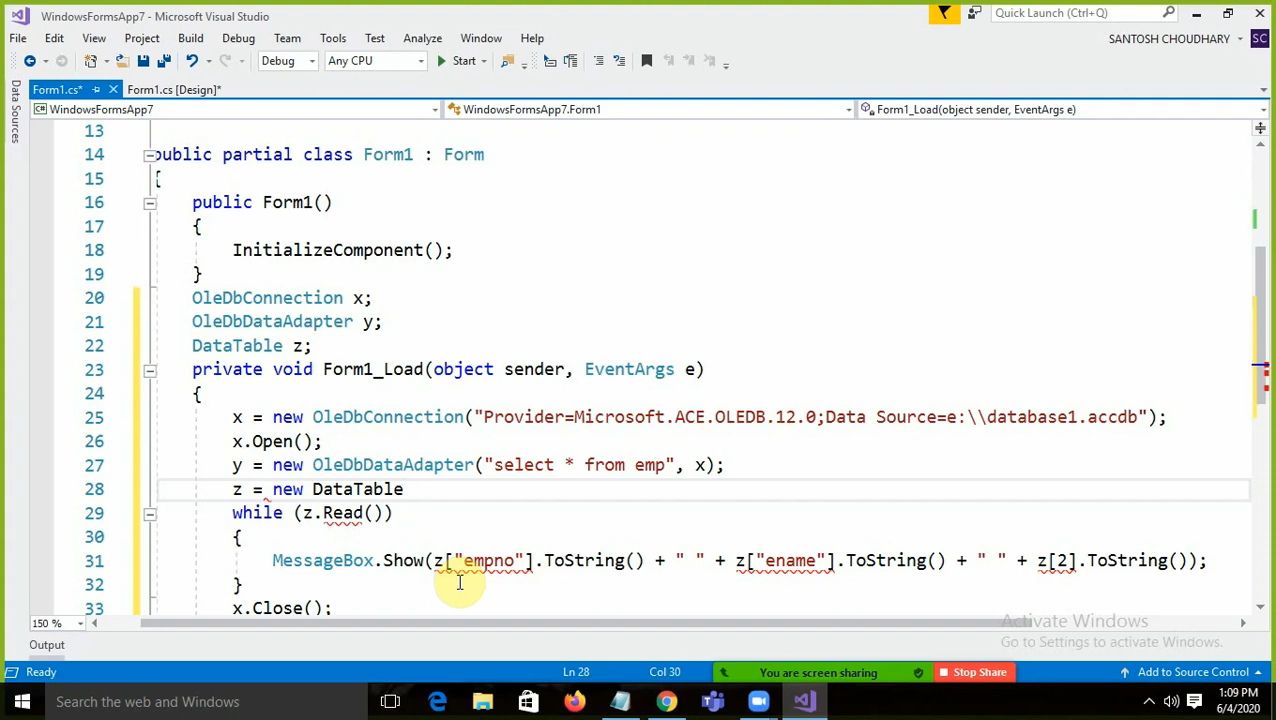 WindowsFormsApp7 - Microsoft Visual Studio
Quick Launch (Ctrl+Q)
File Edit View Project Build Debug Team Tools Test Analyze Window Help
SANTOSH CHOUDHARY SC
Debug Any CPU Start
Form1.cs* Form1.cs [Design]*
WindowsFormsApp7 WindowsFormsApp7.Form1 Form1_Load(object sender, EventArgs e)
Data Sources
13
14 public partial class Form1 : Form
15 {
16 public Form1()
17 {
18 InitializeComponent();
19 }
20 OleDbConnection x;
21 OleDbDataAdapter y;
22 DataTable z;
23 private void Form1_Load(object sender, EventArgs e)
24 {
25 x = new OleDbConnection("Provider=Microsoft.ACE.OLEDB.12.0;Data Source=e:\\database1.accdb");
26 x.Open();
27 y = new OleDbDataAdapter("select * from emp", x);
28 z = new DataTable
29 while (z.Read())
30 {
31 MessageBox.Show(z["empno"].ToString() + " " + z["ename"].ToString() + " " + z[2].ToString());
32 }
33 x.Close();
150 %
Activate Windows
Go to Settings to activate Windows.
Output
Ready Ln 28 Col 30 You are screen sharing Stop Share Add to Source Control
Search the web and Windows
1:09 PM
6/4/2020